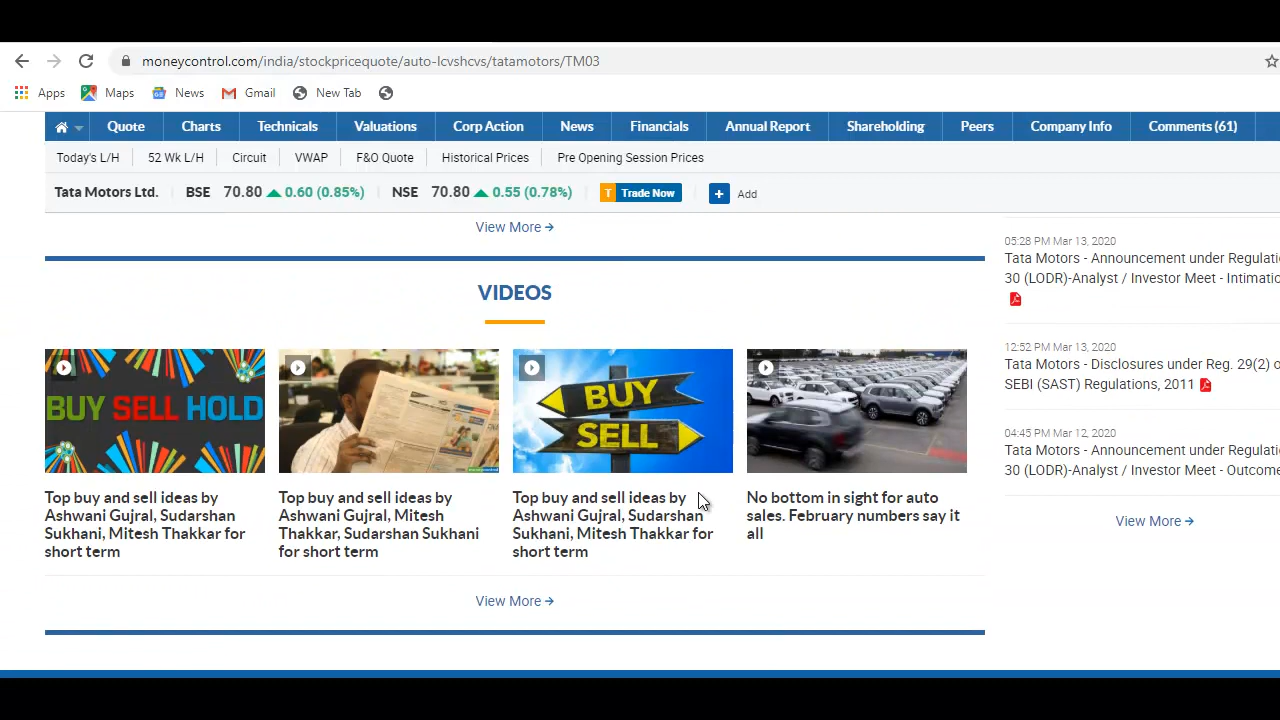 moneycontrol.com/india/stockpricequote/auto-lcvshcvs/tatamotors/TM03
Apps Maps News Gmail New Tab
Quote Charts Technicals Valuations Corp Action News Financials Annual Report Shareholding Peers Company Info Comments (61)
Today's L/H 52 Wk L/H Circuit VWAP F&O Quote Historical Prices Pre Opening Session Prices
Tata Motors Ltd. BSE 70.80 0.60 (0.85%) NSE 70.80 0.55 (0.78%) T Trade Now + Add
View More
VIDEOS
BUY SELL HOLD
BUY
SELL
Top buy and sell ideas by
Ashwani Gujral, Sudarshan
Sukhani, Mitesh Thakkar for
short term
Top buy and sell ideas by
Ashwani Gujral, Mitesh
Thakkar, Sudarshan Sukhani
for short term
Top buy and sell ideas by
Ashwani Gujral, Sudarshan
Sukhani, Mitesh Thakkar for
short term
No bottom in sight for auto
sales. February numbers say it
all
View More
05:28 PM Mar 13, 2020
Tata Motors - Announcement under Regulati
30 (LODR)-Analyst / Investor Meet - Intimatio
12:52 PM Mar 13, 2020
Tata Motors - Disclosures under Reg. 29(2) o
SEBI (SAST) Regulations, 2011
04:45 PM Mar 12, 2020
Tata Motors - Announcement under Regulati
30 (LODR)-Analyst / Investor Meet - Outcome
View More